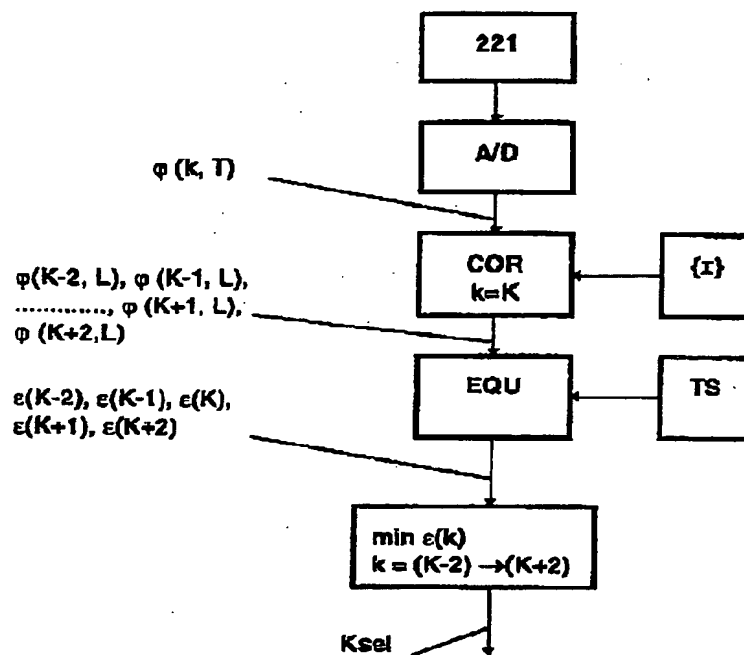 221
A/D
φ (k, T)
COR
k=K
{I}
φ(K-2, L), φ (K-1, L),
............., φ (K+1, L),
φ (K+2,L)
EQU
TS
ε(K-2), ε(K-1), ε(K),
ε(K+1), ε(K+2)
min ε(k)
k = (K-2) →(K+2)
Ksel